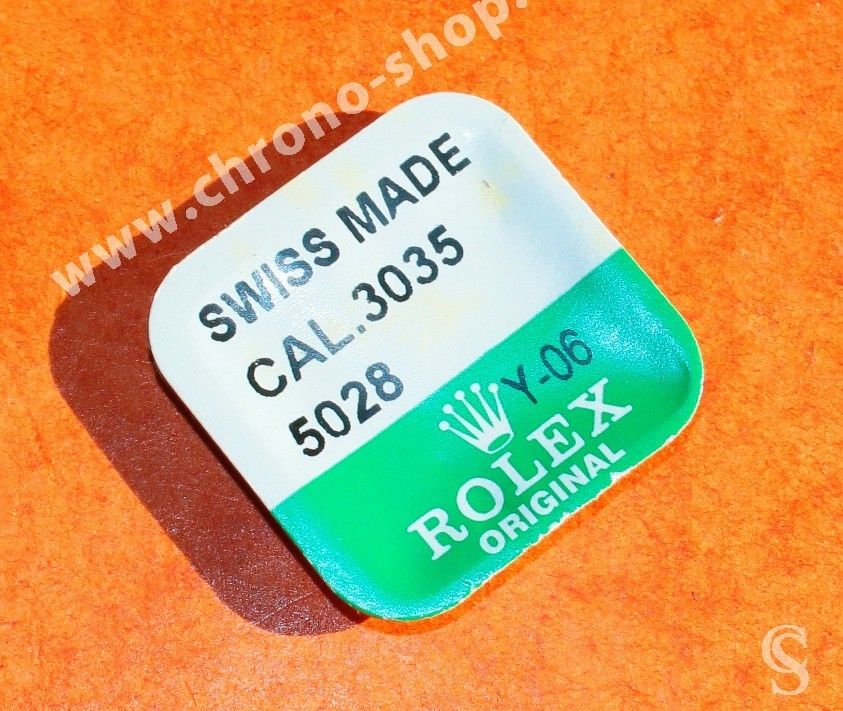 www.chrono-shop.
SWISS MADE
CAL.3035
5028
Y-06
ROLEX
ORIGINAL